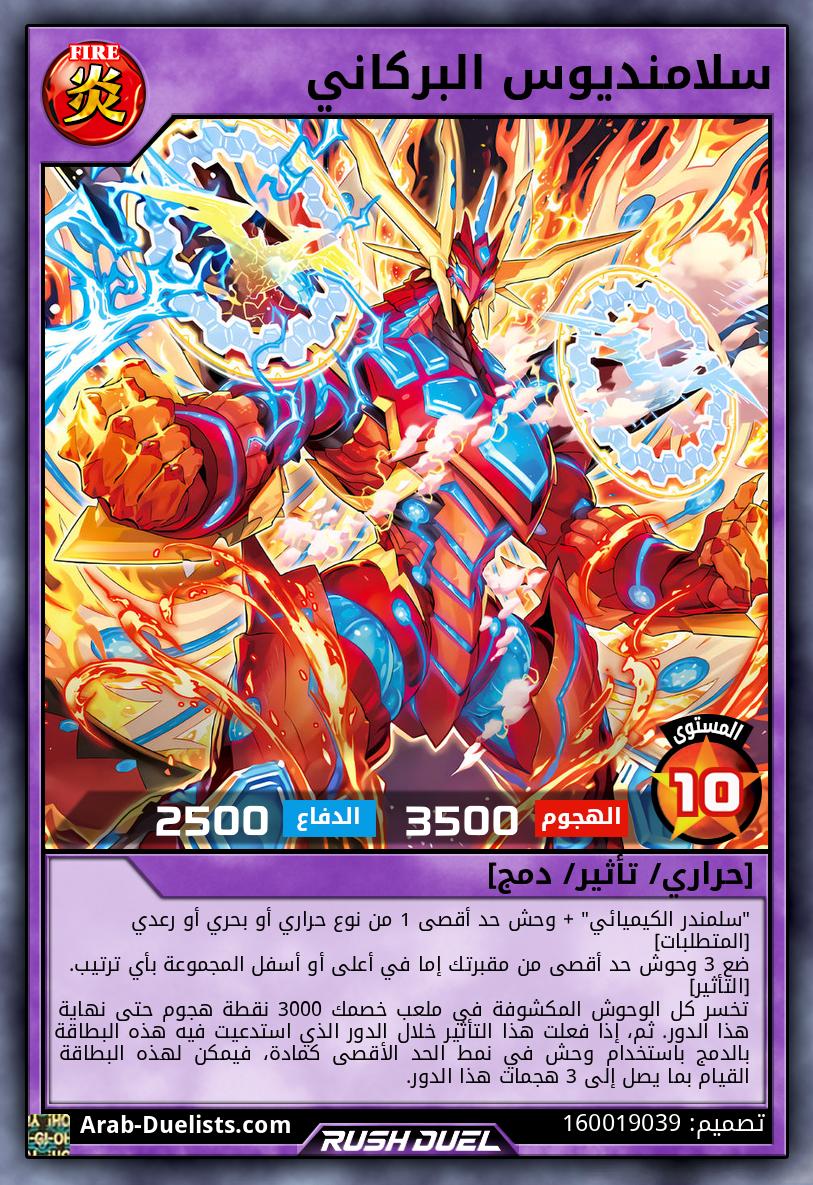 FIRE
炎
سلامنديوس البركاني
المستوى
10
الهجوم 3500 الدفاع 2500
[حراري/ تأثير/ دمج]
"سلمندر الكيميائي" + وحش حد أقصى 1 من نوع حراري أو بحري أو رعدي
[المتطلبات]
ضع 3 وحوش حد أقصى من مقبرتك إما في أعلى أو أسفل المجموعة بأي ترتيب.
[التأثير]
تخسر كل الوحوش المكشوفة في ملعب خصمك 3000 نقطة هجوم حتى نهاية
هذا الدور. ثم، إذا فعلت هذا التأثير خلال الدور الذي استدعيت فيه هذه البطاقة
بالدمج باستخدام وحش في نمط الحد الأقصى كمادة، فيمكن لهذه البطاقة
القيام بما يصل إلى 3 هجمات هذا الدور.
تصميم: 160019039
RUSH DUEL
Arab-Duelists.com